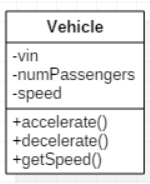 Vehicle
-vin
-numPassengers
-speed
+accelerate()
+decelerate()
+getSpeed()